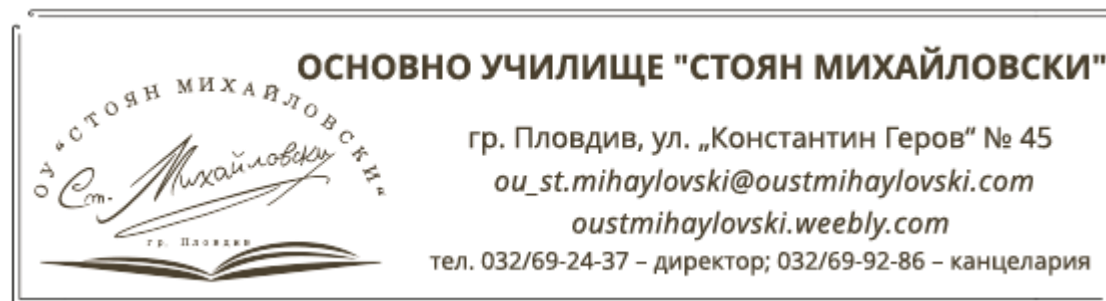 ОСНОВНО УЧИЛИЩЕ "СТОЯН МИХАЙЛОВСКИ"
ОУ "СТОЯН МИХАЙЛОВСКИ"
Ст. Михайловски
гр. Пловдив
гр. Пловдив, ул. „Константин Геров“ № 45
ou_st.mihaylovski@oustmihaylovski.com
oustmihaylovski.weebly.com
тел. 032/69-24-37 – директор; 032/69-92-86 – канцелария